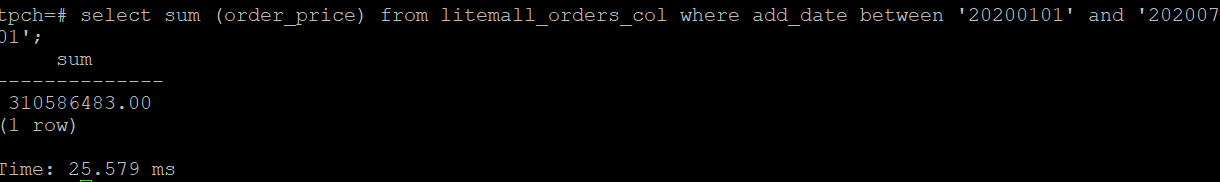 tpch=# select sum (order_price) from litemall_orders_col where add_date between '20200101' and '202007
01';
sum
--------------
310586483.00
(1 row)
Time: 25.579 ms